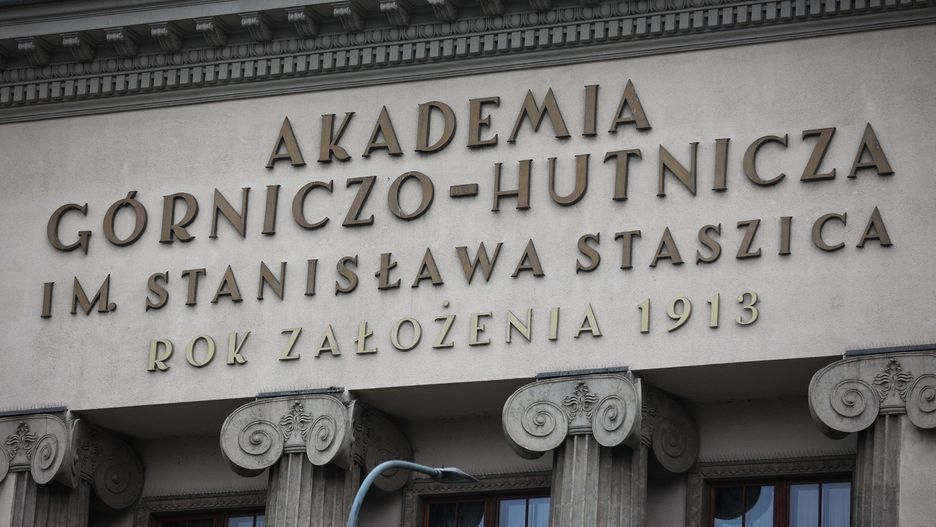 AKADEMIA
GÓRNICZO-HUTNICZA
IM. STANISŁAWA STASZICA
ROK ZAŁOŻENIA 1913